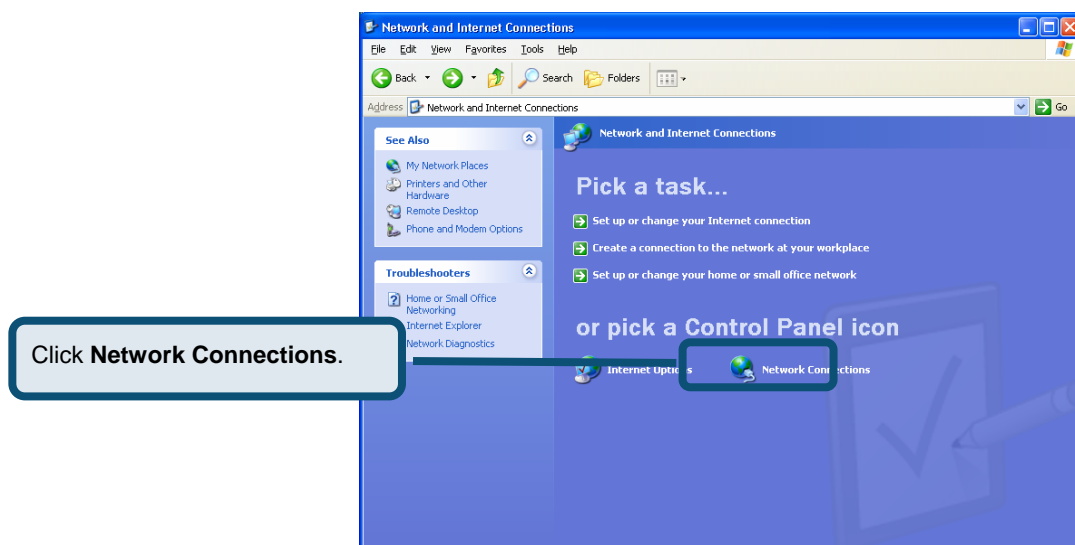 Network and Internet Connections
File Edit View Favorites Tools Help
Back Search Folders
Address Network and Internet Connections Go
See Also
My Network Places
Printers and Other
Hardware
Remote Desktop
Phone and Modem Options
Troubleshooters
Home or Small Office
Networking
Internet Explorer
Network Diagnostics
Network and Internet Connections
Pick a task...
Set up or change your Internet connection
Create a connection to the network at your workplace
Set up or change your home or small office network
or pick a Control Panel icon
Internet Options Network Connections
Click Network Connections.